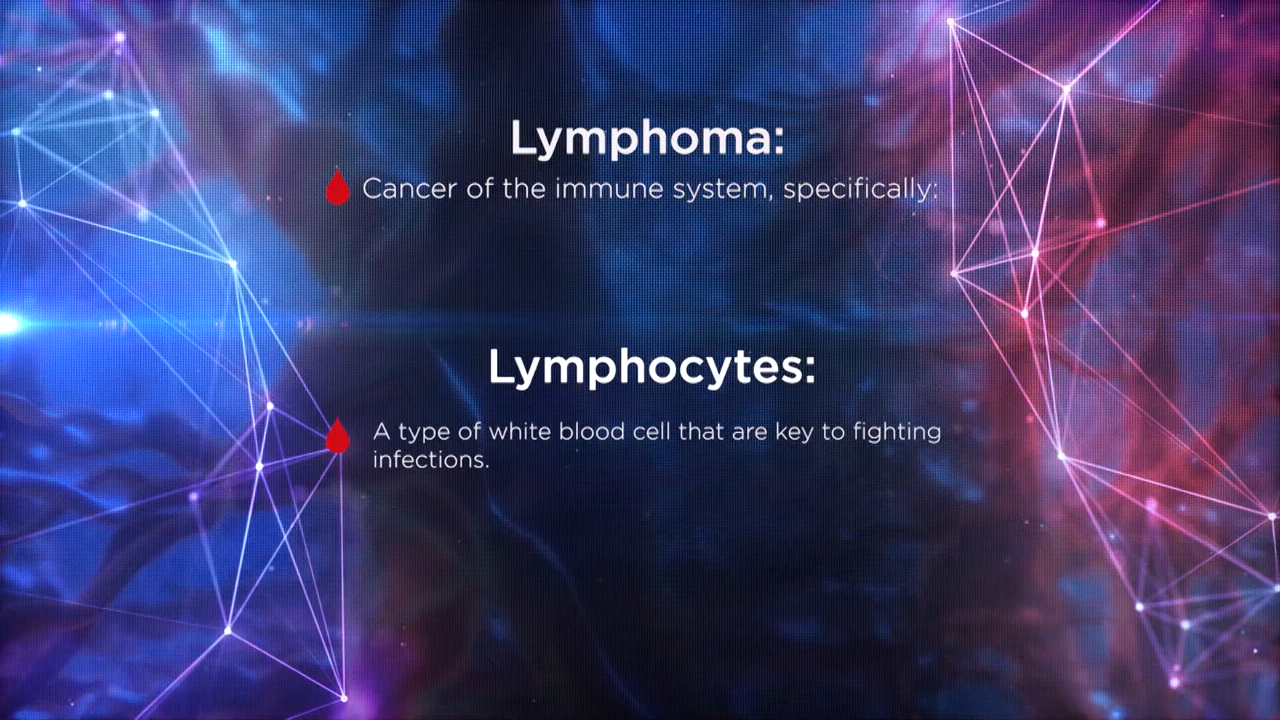 Lymphoma:
Cancer of the immune system, specifically:
Lymphocytes:
A type of white blood cell that are key to fighting
infections.